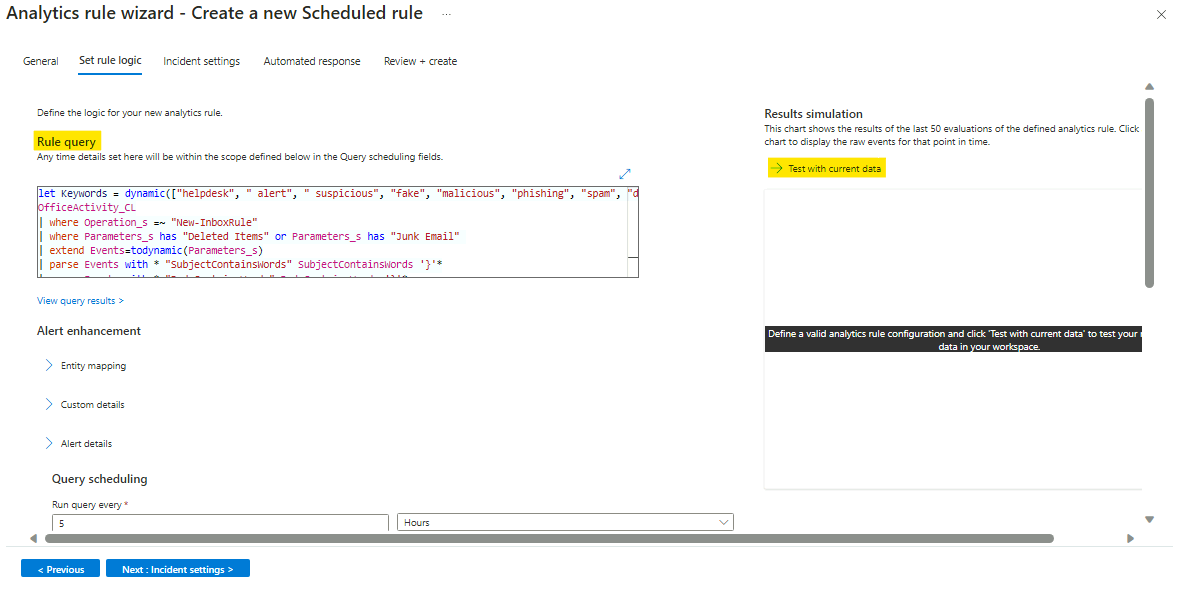 Analytics rule wizard - Create a new Scheduled rule ...
General Set rule logic Incident settings Automated response Review + create
Define the logic for your new analytics rule.
Rule query
Any time details set here will be within the scope defined below in the Query scheduling fields.
let Keywords = dynamic(["helpdesk", " alert", " suspicious", "fake", "malicious", "phishing", "spam", "d
OfficeActivity_CL
| where Operation_s =~ "New-InboxRule"
| where Parameters_s has "Deleted Items" or Parameters_s has "Junk Email"
| extend Events=todynamic(Parameters_s)
| parse Events with * "SubjectContainsWords" SubjectContainsWords '}'*
View query results >
Alert enhancement
Entity mapping
Custom details
Alert details
Query scheduling
Run query every *
5 Hours
< Previous Next : Incident settings >
Results simulation
This chart shows the results of the last 50 evaluations of the defined analytics rule. Click
chart to display the raw events for that point in time.
Test with current data
Define a valid analytics rule configuration and click 'Test with current data' to test your
data in your workspace.